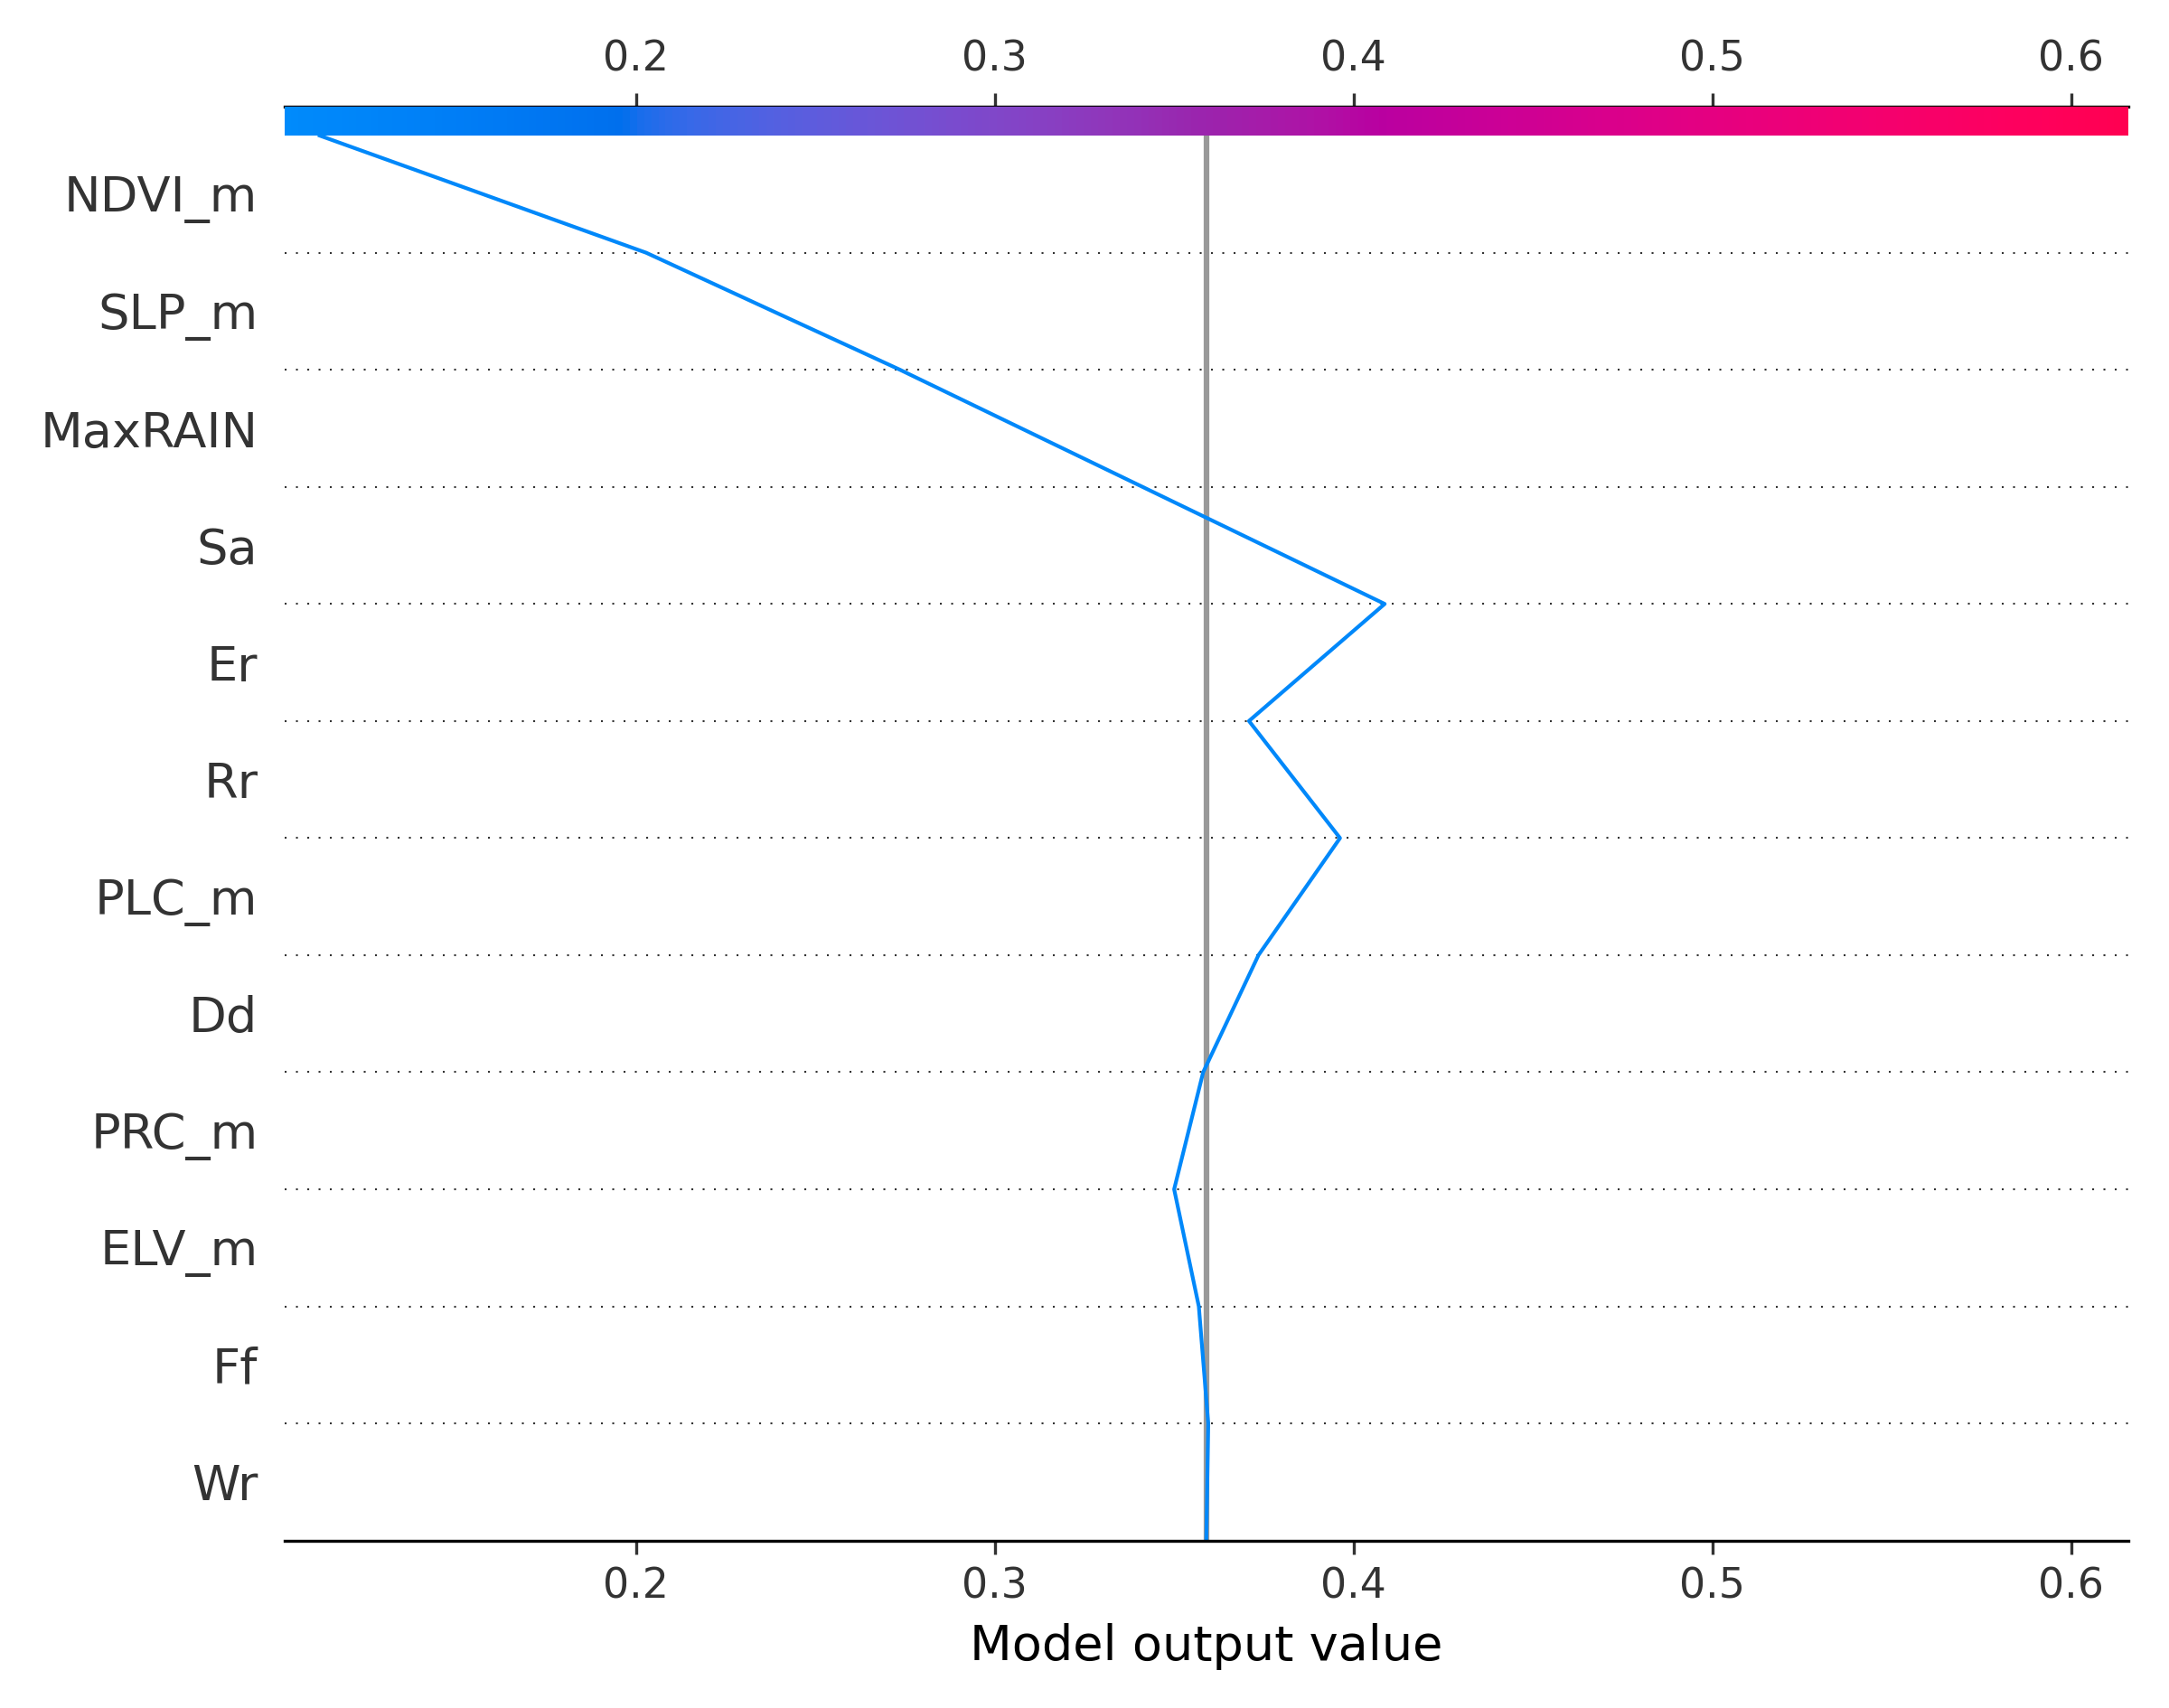 0.2 0.3 0.4 0.5 0.6
NDVI_m
SLP_m
MaxRAIN
Sa
Er
Rr
PLC_m
Dd
PRC_m
ELV_m
Ff
Wr
0.2 0.3 0.4 0.5 0.6
Model output value